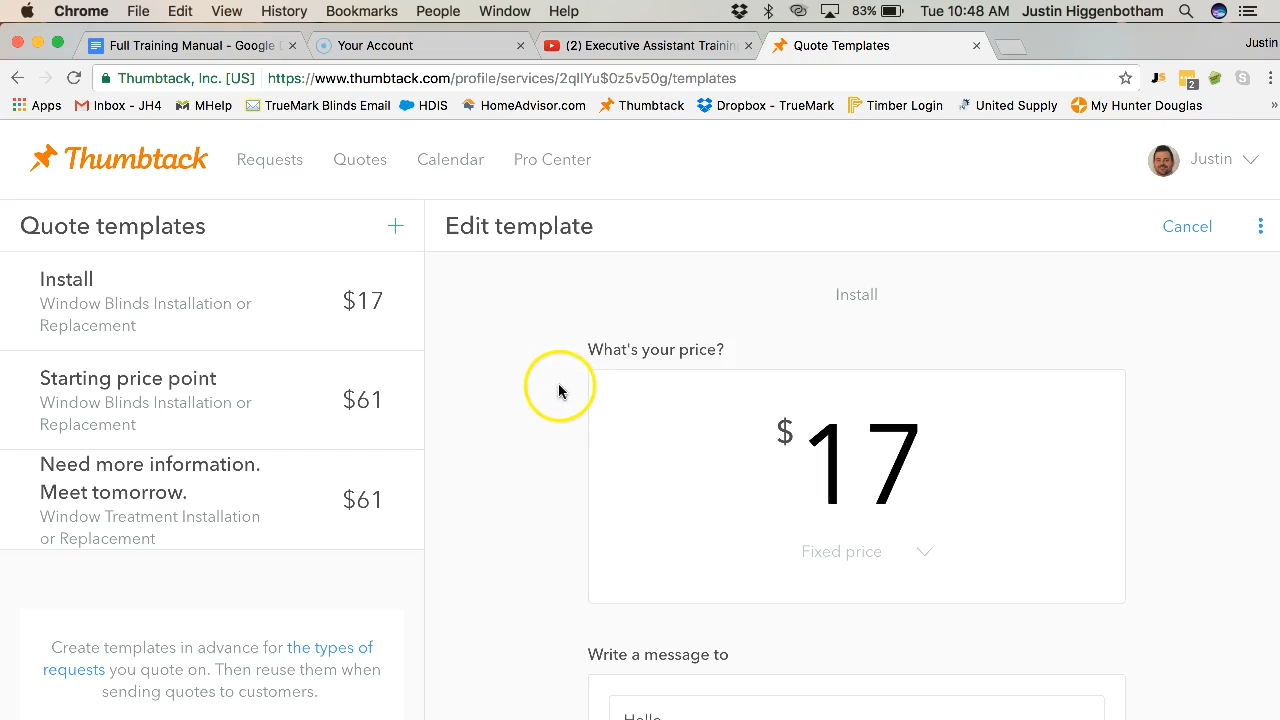 Chrome File Edit View History Bookmarks People Window Help 83% Tue 10:48 AM Justin Higgenbotham
Full Training Manual - Google D Your Account (2) Executive Assistant Training Quote Templates Justin
Thumbtack, Inc. [US] https://www.thumbtack.com/profile/services/2qIlYu$0z5v50g/templates JS 2
Apps Inbox - JH4 MHelp TrueMark Blinds Email HDIS HomeAdvisor.com Thumbtack Dropbox - TrueMark Timber Login United Supply My Hunter Douglas »
Thumbtack Requests Quotes Calendar Pro Center Justin
Quote templates +
Install
Window Blinds Installation or
Replacement
$17
Starting price point
Window Blinds Installation or
Replacement
$61
Need more information.
Meet tomorrow.
Window Treatment Installation
or Replacement
$61
Create templates in advance for the types of
requests you quote on. Then reuse them when
sending quotes to customers.
Edit template Cancel
Install
What's your price?
$17
Fixed price
Write a message to
Hello